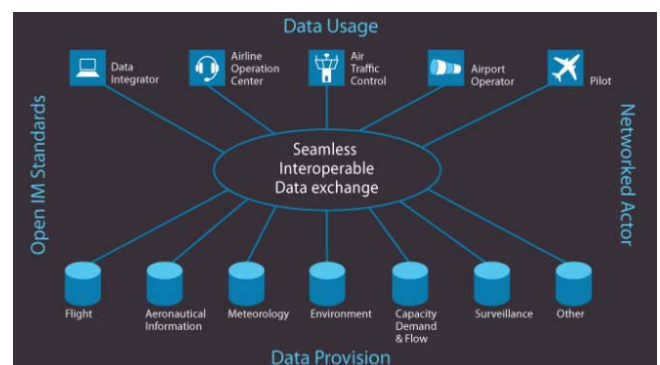 Data Usage
Data
Integrator
Airline
Operation
Center
Air
Traffic
Control
Airport
Operator
Pilot
Open IM Standards
Networked Actor
Seamless
Interoperable
Data exchange
Flight
Aeronautical
Information
Meteorology
Environment
Capacity
Demand
& Flow
Surveillance
Other
Data Provision